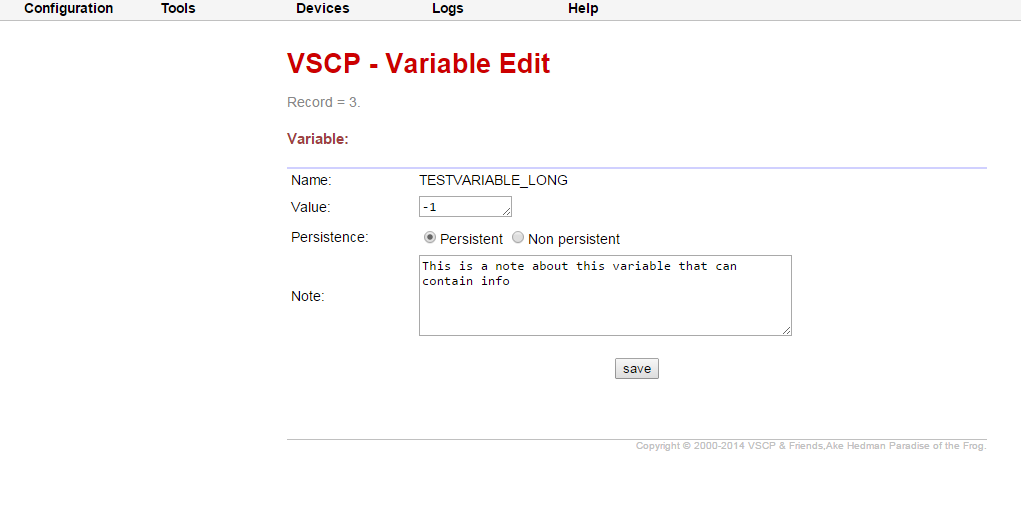 Configuration Tools Devices Logs Help
VSCP - Variable Edit
Record = 3.
Variable:
Name: TESTVARIABLE_LONG
Value: -1
Persistence: Persistent Non persistent
This is a note about this variable that can
contain info
Note:
save
Copyright © 2000-2014 VSCP & Friends,Ake Hedman Paradise of the Frog.